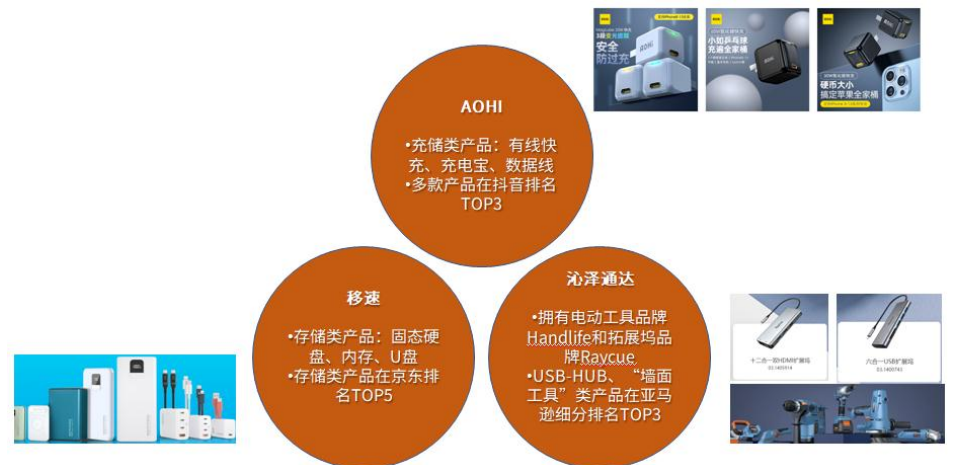 AOHI
•充储类产品：有线快
充、充电宝、数据线
•多款产品在抖音排名
TOP3
移速
•存储类产品：固态硬
盘、内存、U盘
•存储类产品在京东排
名TOP5
沁泽通达
•拥有电动工具品牌
Handlife和拓展坞品
牌Raycue
•USB-HUB、“墙面
工具”类产品在亚马
逊细分排名TOP3
安全
防过充
AOHI
小如乒乓球
充遍全家桶
硬币大小
搞定苹果全家桶
十二合一双HDMI扩展坞
03.1409914
六合一USB扩展坞